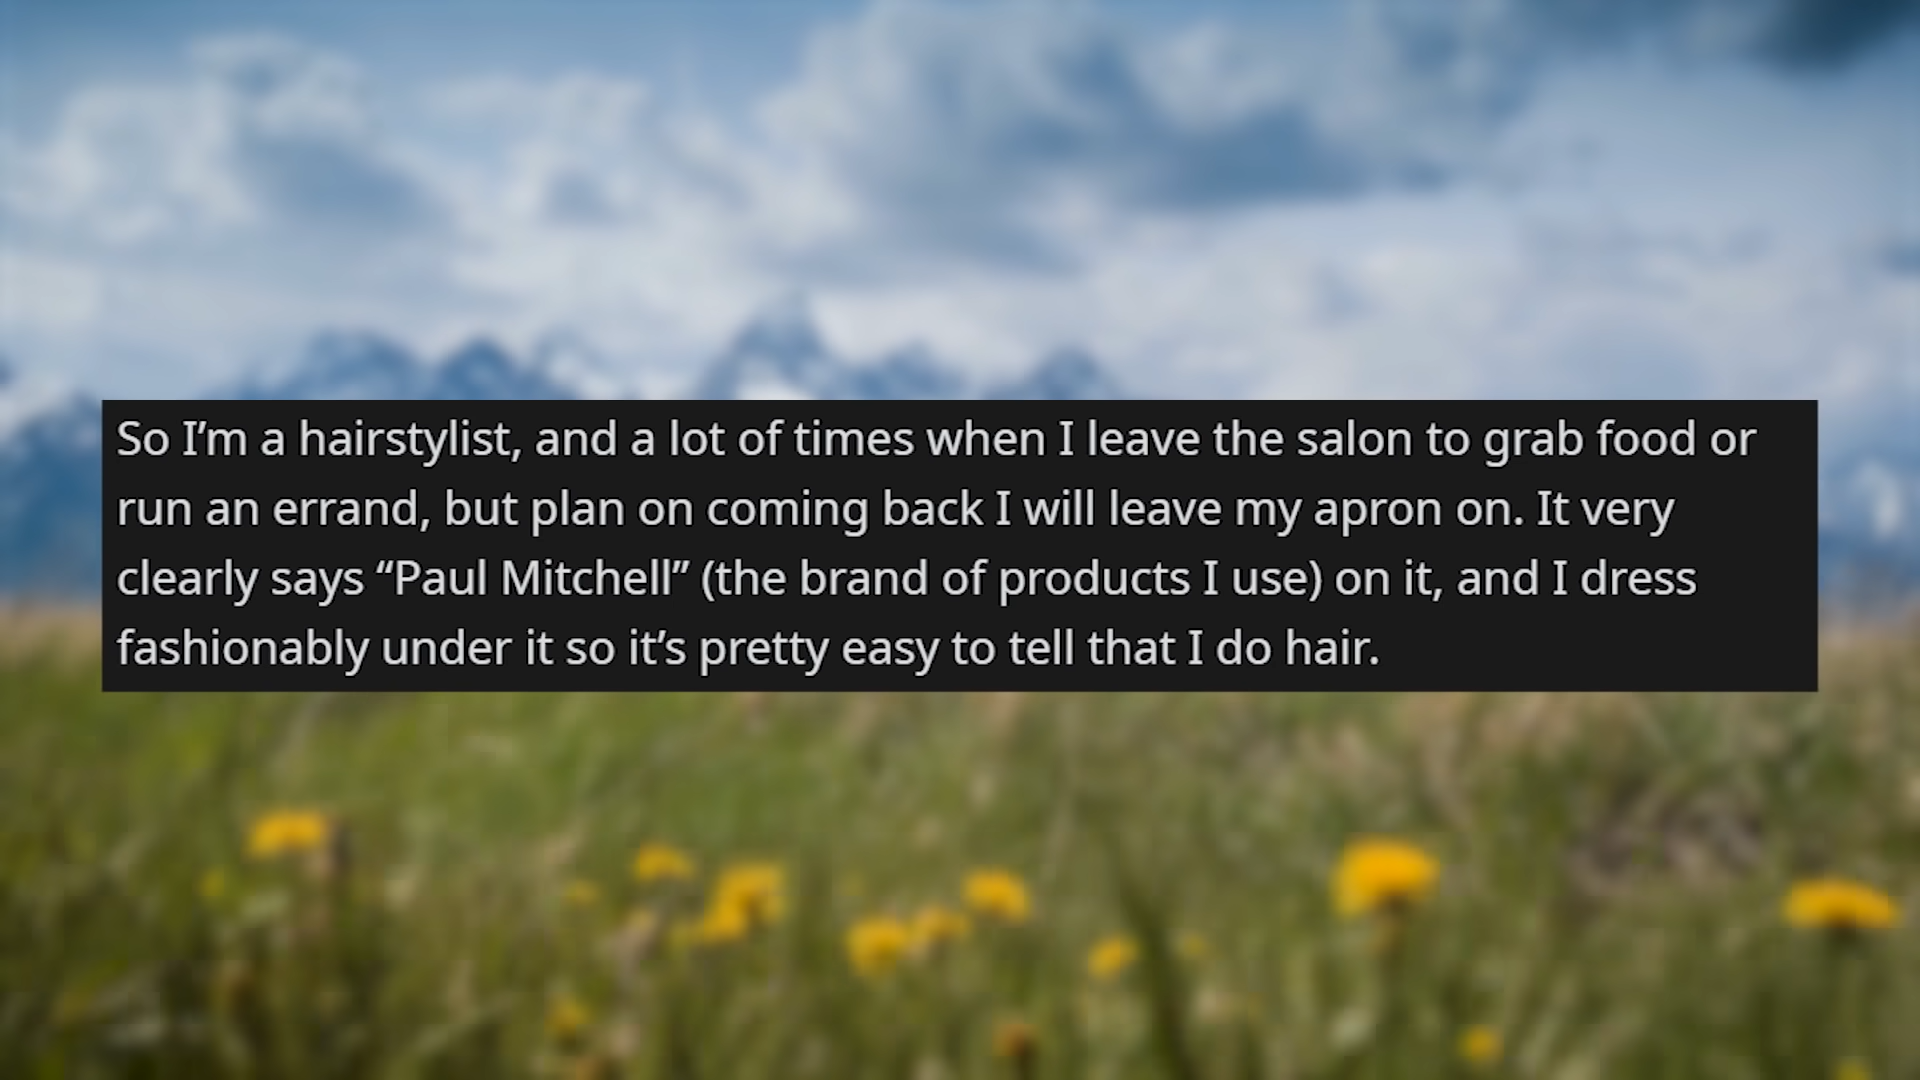 So I’m a hairstylist, and a lot of times when I leave the salon to grab food or
run an errand, but plan on coming back I will leave my apron on. It very
clearly says “Paul Mitchell” (the brand of products I use) on it, and I dress
fashionably under it so it’s pretty easy to tell that I do hair.